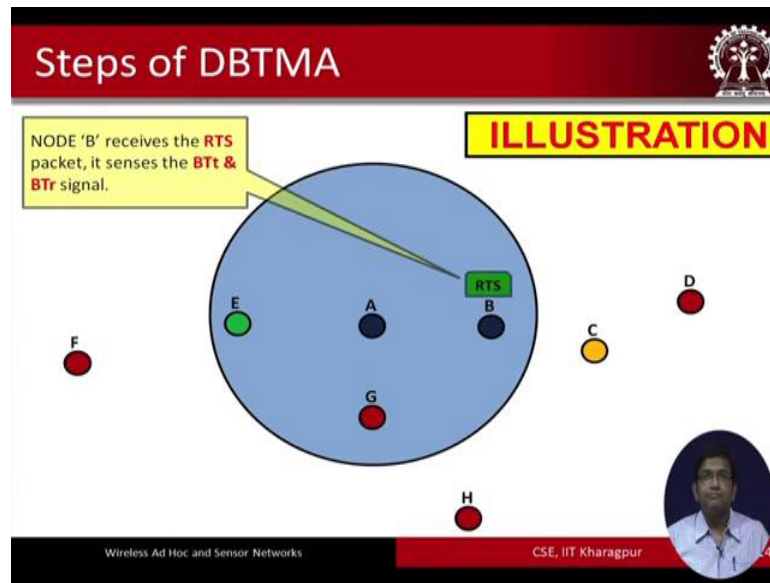 Steps of DBTMA
ILLUSTRATION
NODE 'B' receives the RTS
packet, it senses the BTt &
BTr signal.
RTS
D
E
A
B
C
F
G
H
Wireless Ad Hoc and Sensor Networks
CSE, IIT Kharagpur